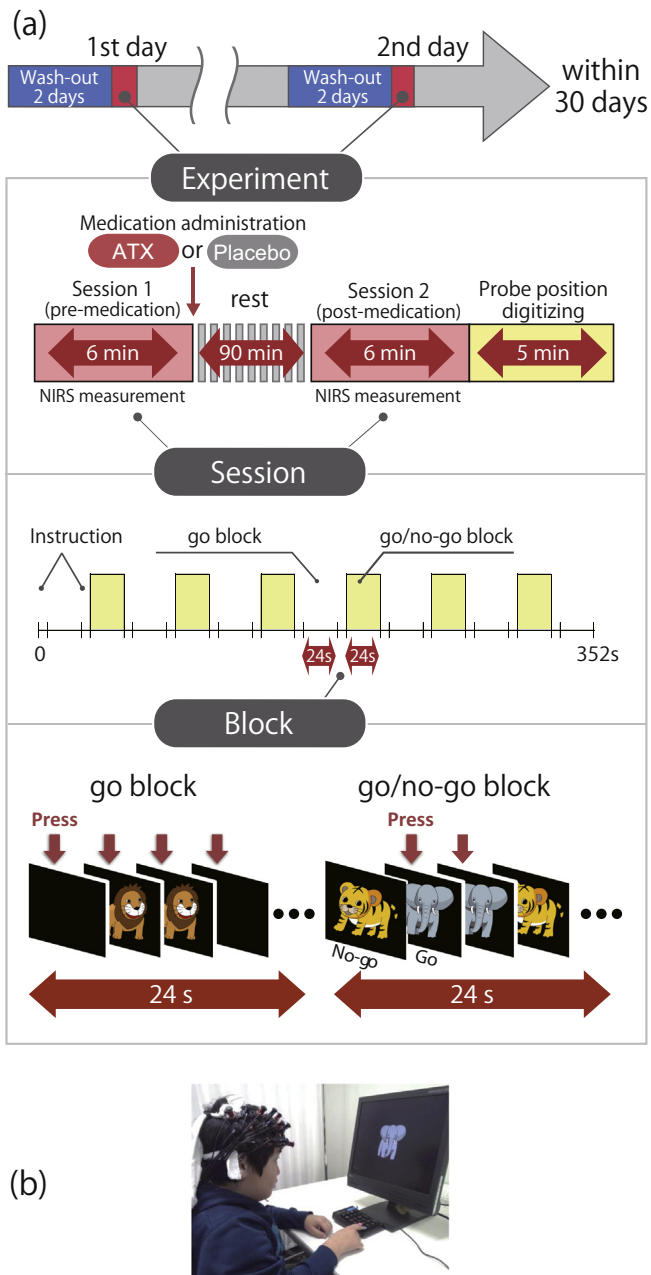 (a)
1st day
2nd day
Wash-out
2 days
Wash-out
2 days
within
30 days
Experiment
Medication administration
ATX or Placebo
Session 1
(pre-medication)
rest
Session 2
(post-medication)
Probe position
digitizing
6 min
90 min
6 min
5 min
NIRS measurement
NIRS measurement
Session
Instruction
go block
go/no-go block
0
24s
24s
352s
Block
go block
go/no-go block
Press
Press
No-go
Go
24 s
24 s
(b)